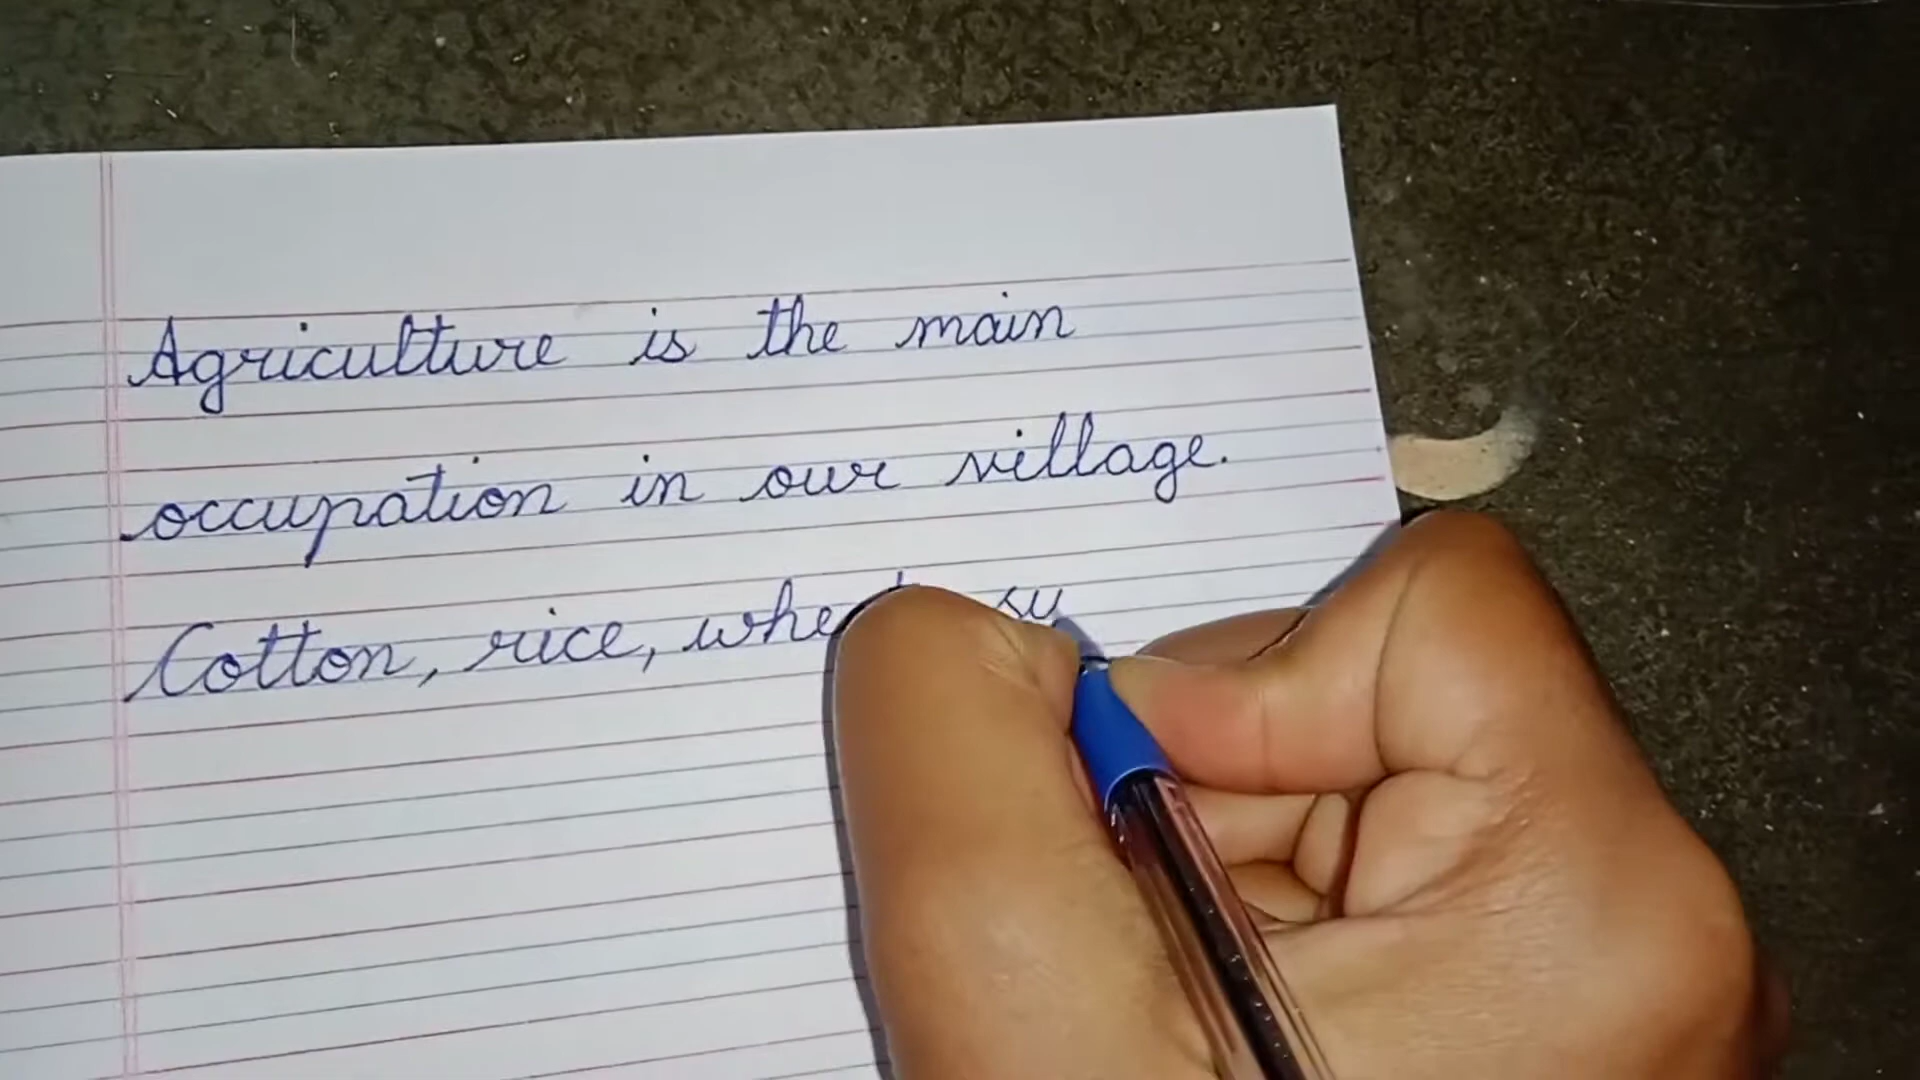 Agriculture is the main
occupation in our village.
Cotton, rice,